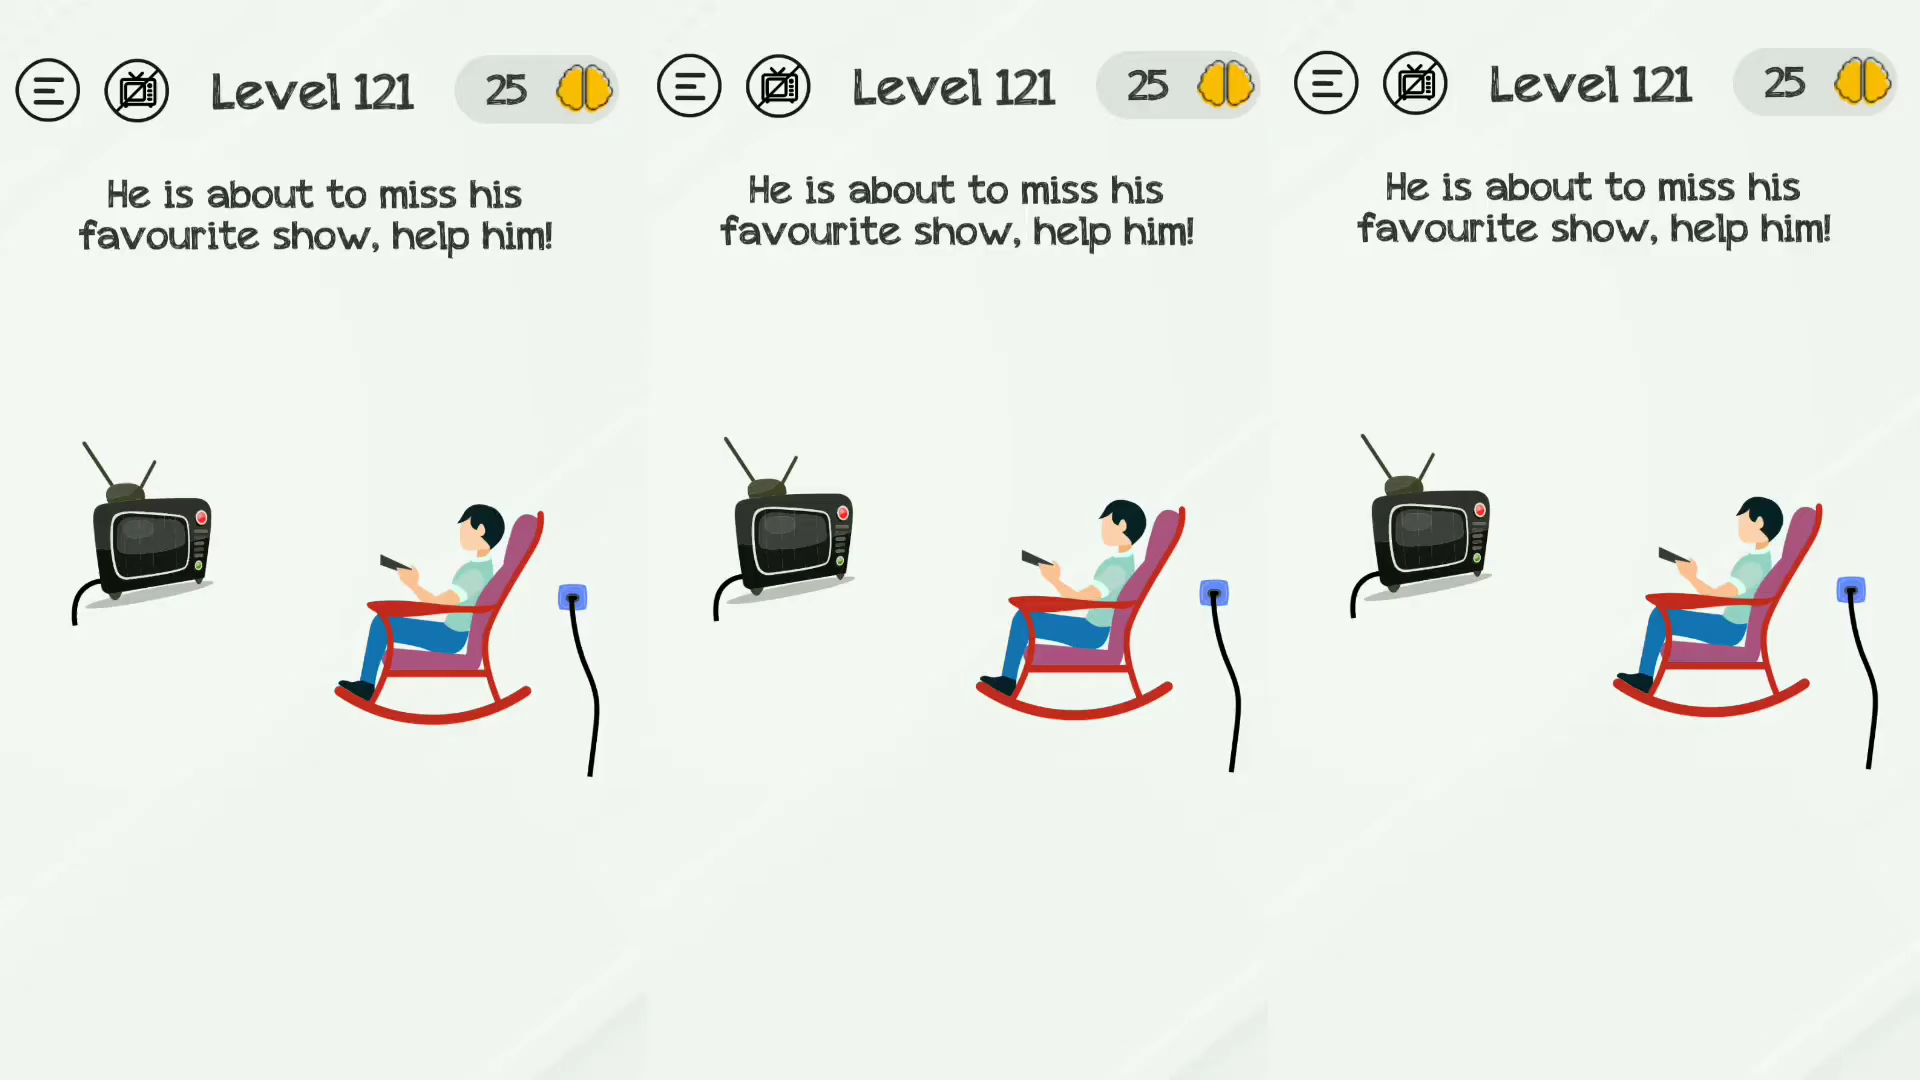 Level 121
25
He is about to miss his
favourite show, help him!
Level 121
25
He is about to miss his
favourite show, help him!
Level 121
25
He is about to miss his
favourite show, help him!